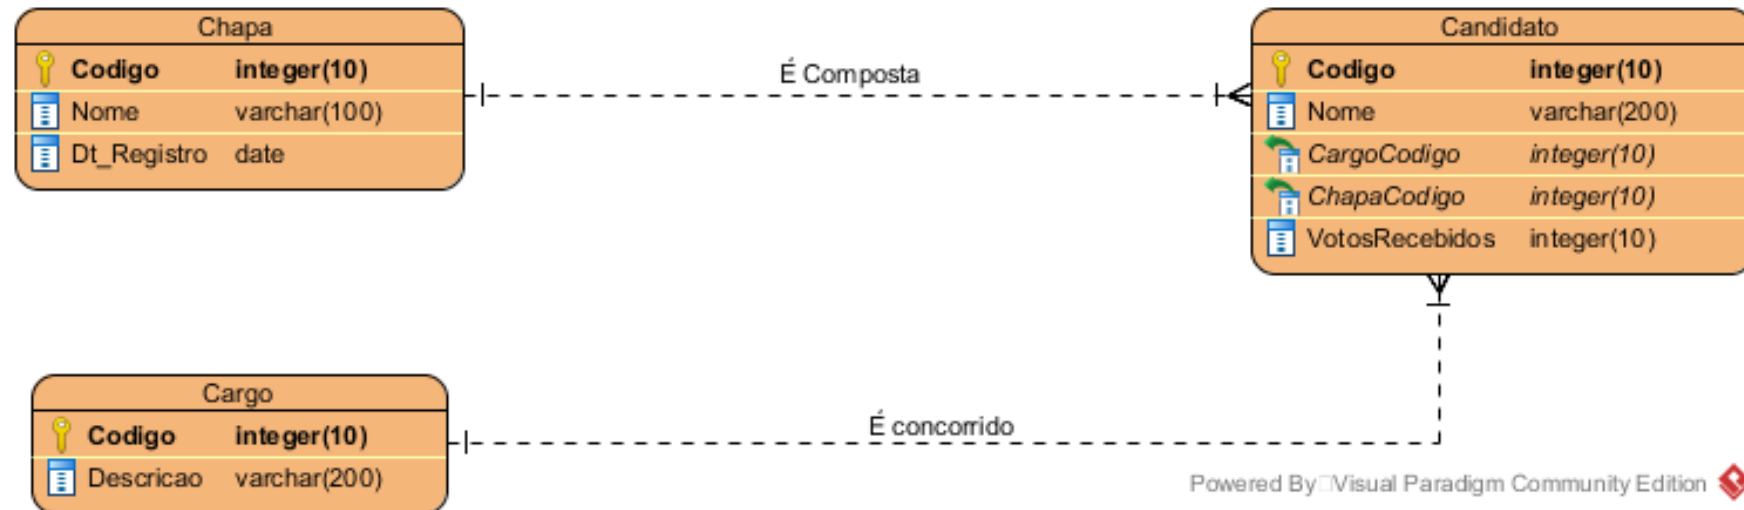 Chapa
Codigo integer(10)
Nome varchar(100)
Dt_Registro date
É Composta
Candidato
Codigo integer(10)
Nome varchar(200)
CargoCodigo integer(10)
ChapaCodigo integer(10)
VotosRecebidos integer(10)
Cargo
Codigo integer(10)
Descricao varchar(200)
É concorrido
Powered By Visual Paradigm Community Edition